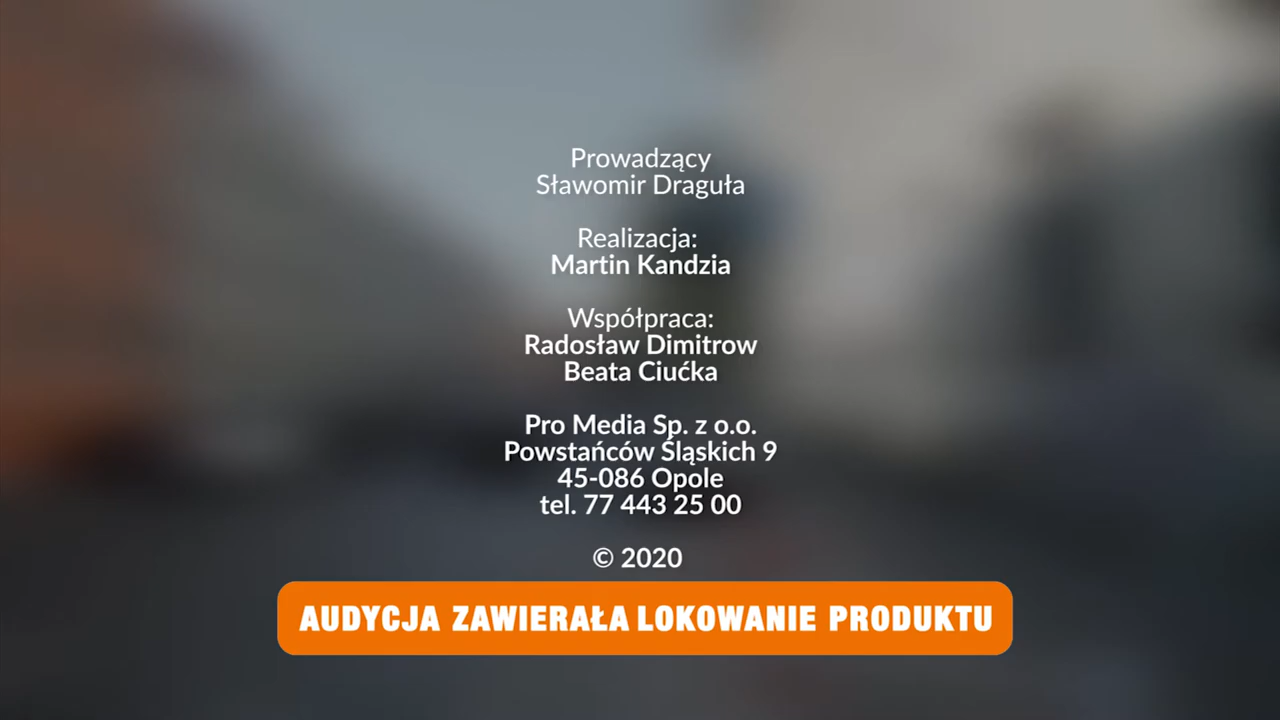 Prowadzący
Sławomir Draguła
Realizacja:
Martin Kandzia
Współpraca:
Radosław Dimitrow
Beata Ciućka
Pro Media Sp. z o.o.
Powstańców Śląskich 9
45-086 Opole
tel. 77 443 25 00
© 2020
AUDYCJA ZAWIERAŁA LOKOWANIE PRODUKTU